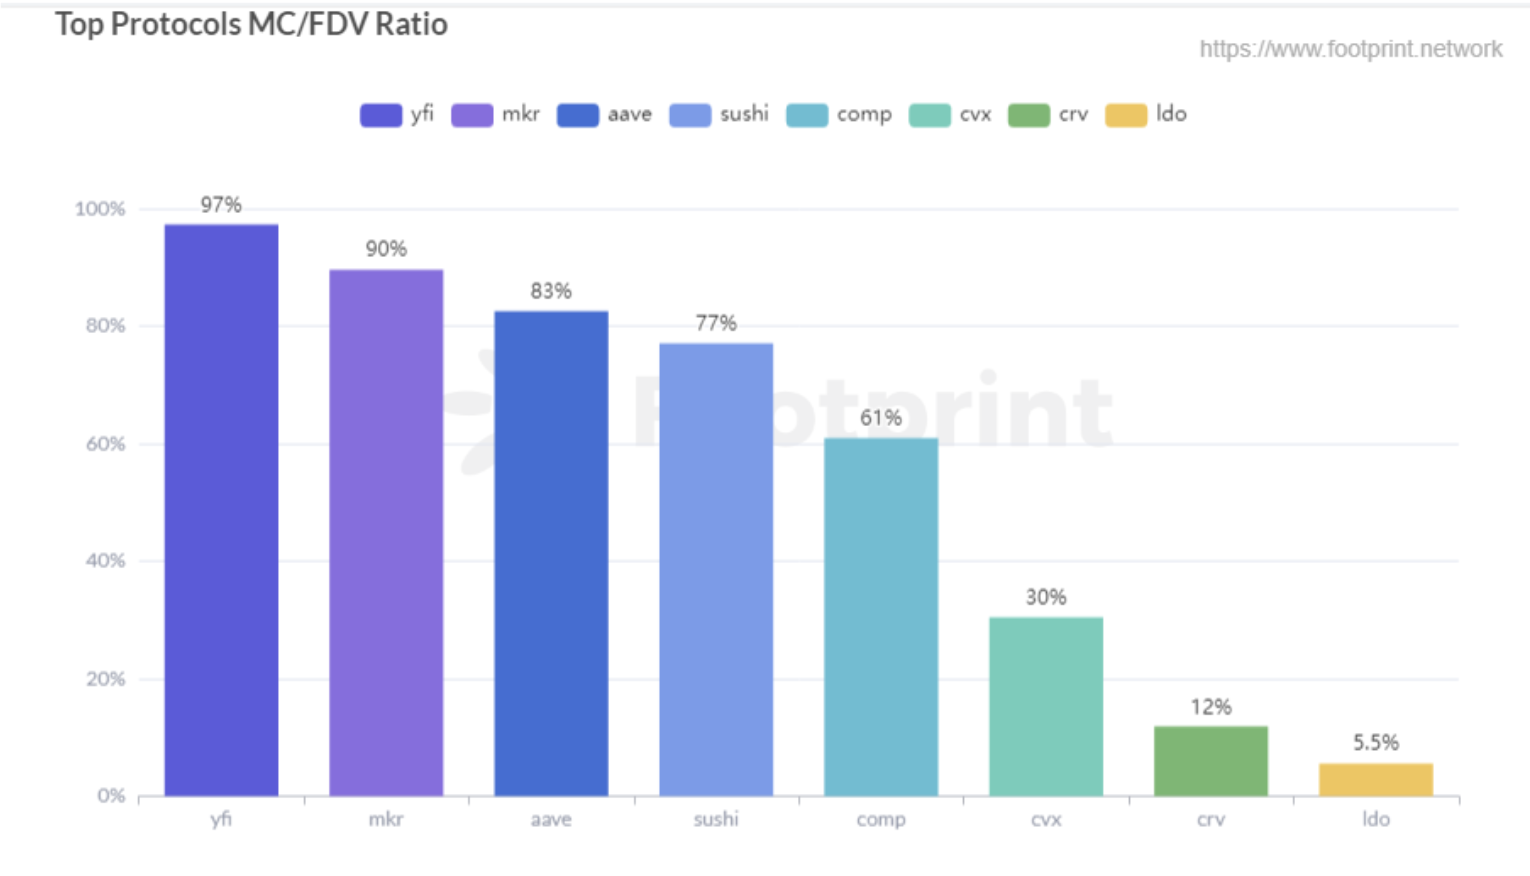 Top Protocols MC/FDV Ratio
https://www.footprint.network
yfi mkr aave sushi comp cvx crv ldo
97%
90%
83%
77%
61%
30%
12%
5.5%
100%
80%
60%
40%
20%
0%
yfi mkr aave sushi comp cvx crv ldo
Footprint